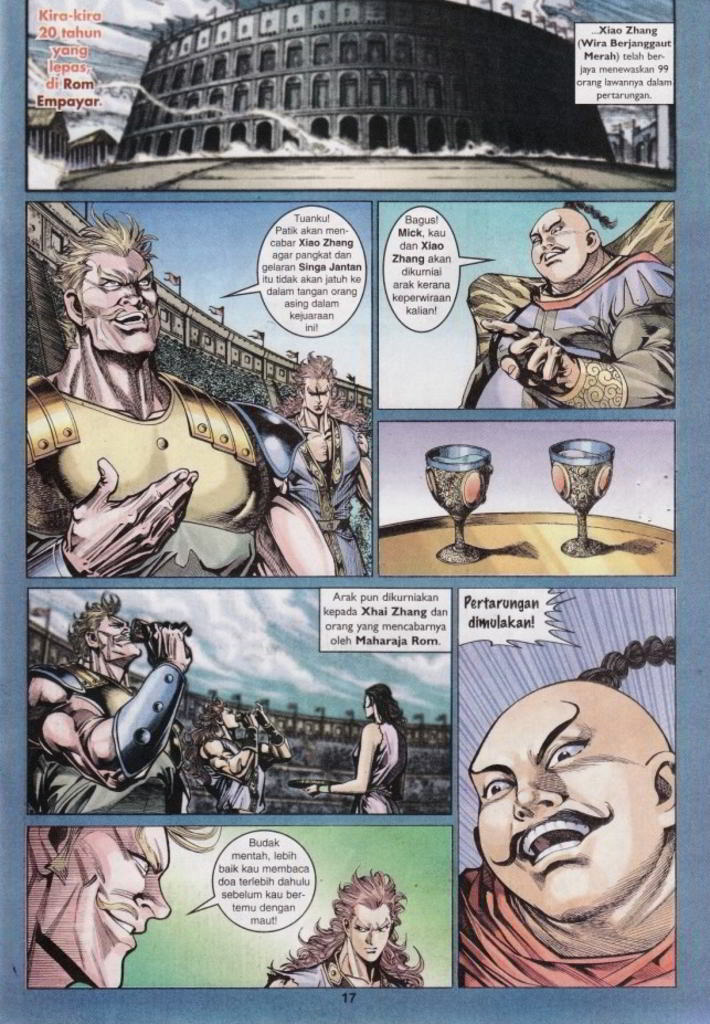 Kira-kira
20 tahun
yang
lepas,
di Rom
Empayar.
...Xiao Zhang
(Wira Berjanggaut
Merah) telah ber-
jaya menewaskan 99
orang lawannya dalam
pertarungan.
Tuanku!
Patik akan men-
cabar Xiao Zhang
agar pangkat dan
gelaran Singa Jantan
itu tidak akan jatuh ke
dalam tangan orang
asing dalam
kejuaraan
ini!
Bagus!
Mick, kau
dan Xiao
Zhang akan
dikurniai
arak kerana
keperwiraan
kalian!
Arak pun dikurniakan
kepada Xhai Zhang dan
orang yang mencabarnya
oleh Maharaja Rom.
Pertarungan
dimulakan!
Budak
mentah, lebih
baik kau membaca
doa terlebih dahulu
sebelum kau ber-
temu dengan
maut!
17